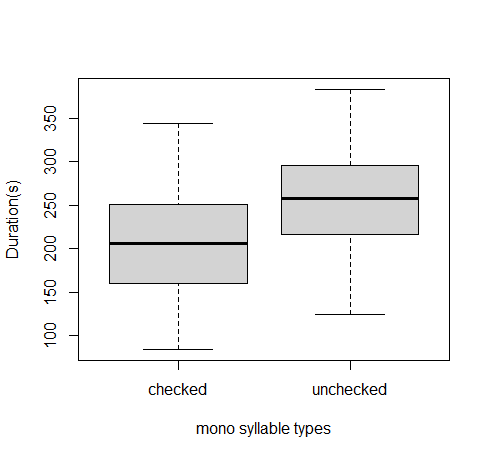 Duration(s)
350
300
250
200
150
100
checked unchecked
mono syllable types